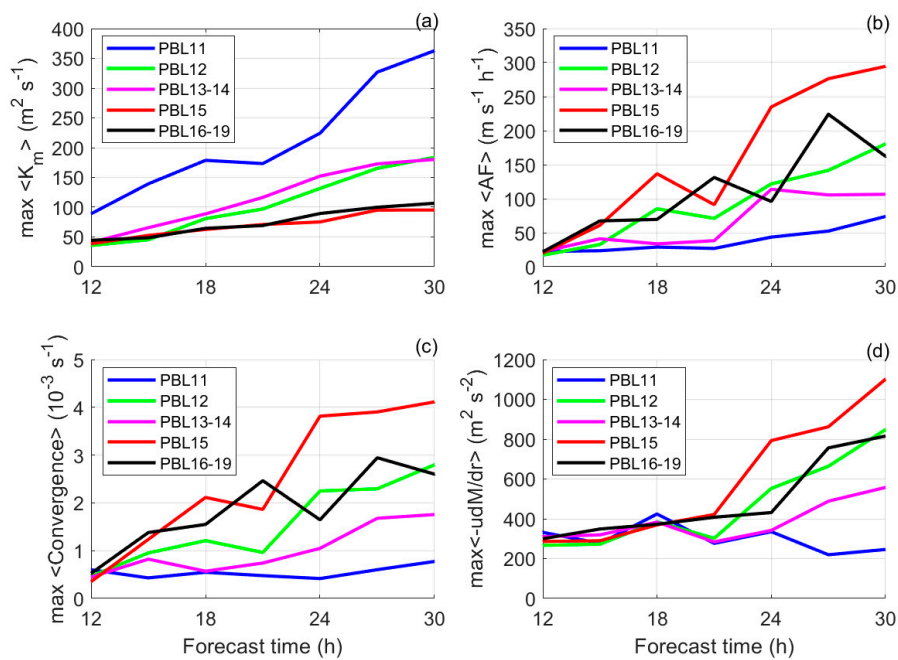 (a)
max <K_m> (m² s⁻¹)
400
350
300
250
200
150
100
50
0
PBL11
PBL12
PBL13-14
PBL15
PBL16-19
12 18 24 30
(b)
max <AF> (m s⁻¹ h⁻¹)
350
300
250
200
150
100
50
0
PBL11
PBL12
PBL13-14
PBL15
PBL16-19
12 18 24 30
(c)
max <Convergence> (10⁻³ s⁻¹)
5
4
3
2
1
0
PBL11
PBL12
PBL13-14
PBL15
PBL16-19
12 18 24 30
Forecast time (h)
(d)
max<-udM/dr> (m² s⁻²)
1200
1000
800
600
400
200
0
PBL11
PBL12
PBL13-14
PBL15
PBL16-19
12 18 24 30
Forecast time (h)